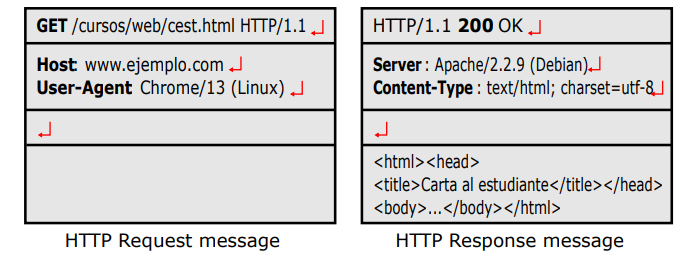 GET /cursos/web/cest.html HTTP/1.1 ↵
Host: www.ejemplo.com ↵
User-Agent: Chrome/13 (Linux) ↵
↵
HTTP Request message
HTTP/1.1 200 OK ↵
Server : Apache/2.2.9 (Debian)↵
Content-Type : text/html; charset=utf-8↵
↵
<html><head>
<title>Carta al estudiante</title></head>
<body>...</body></html>
HTTP Response message